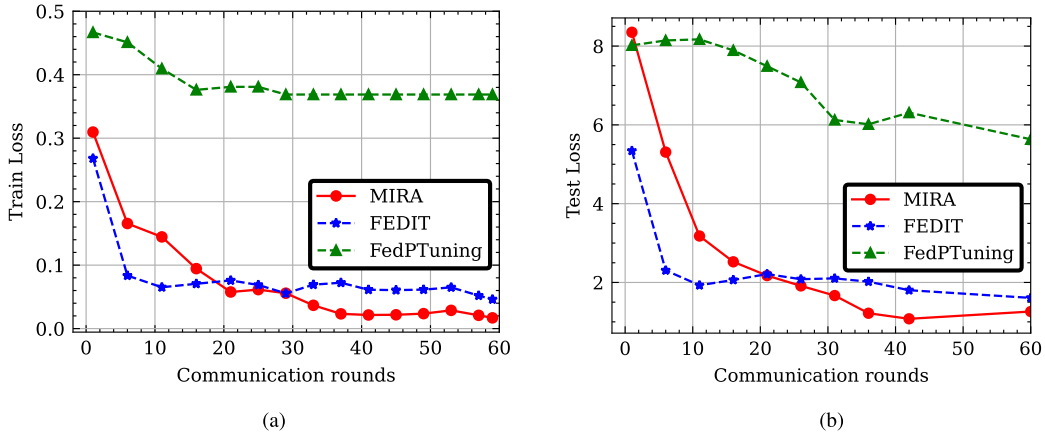 0.5
0.4
0.3
0.2
0.1
0.0
Train Loss
MIRA
FEDIT
FedPTuning
0 10 20 30 40 50 60
Communication rounds
(a)
8
6
4
2
Test Loss
MIRA
FEDIT
FedPTuning
0 10 20 30 40 50 60
Communication rounds
(b)